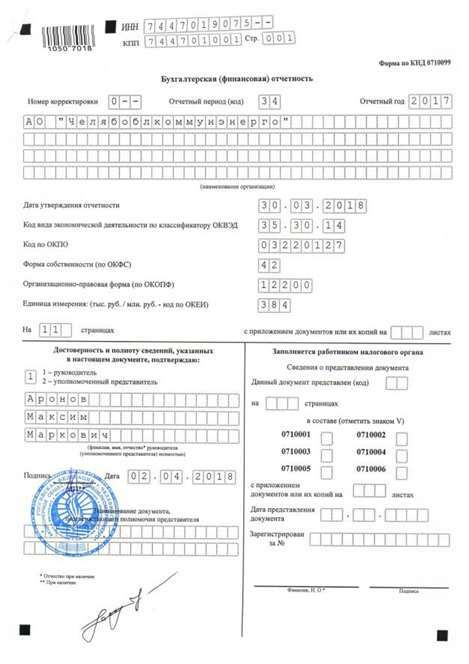 ИНН 7447019075--
КПП 744701001 Стр. 001
1050 7018
Форма по КНД 0710099
Бухгалтерская (финансовая) отчетность
Номер корректировки 0-- Отчетный период (код) 34 Отчетный год 2017
АО "Челябоблкоммунэнерго"
(наименование организации)
Дата утверждения отчетности 30.03.2018
Код вида экономической деятельности по классификатору ОКВЭД 35.30.14
Код по ОКПО 03220127
Форма собственности (по ОКФС) 42
Организационно-правовая форма (по ОКОПФ) 12200
Единица измерения: (тыс. руб. / млн. руб. - код по ОКЕИ) 384
На 11 страницах с приложением документов или их копий на листах
Достоверность и полноту сведений, указанных
в настоящем документе, подтверждаю:
1 1 – руководитель
2 – уполномоченный представитель
Аронов
Максим
Маркович
(фамилия, имя, отчество* руководителя
(уполномоченного представителя) полностью)
Подпись Дата 02.04.2018
документа,
полномочия представителя
* Отчество при наличии
** При наличии
Заполняется работником налогового органа
Сведения о представлении документа
Данный документ представлен (код)
на страницах
в составе (отметить знаком V)
0710001 0710002
0710003 0710004
0710005 0710006
с приложением
документов или их копий на листах
Дата представления
документа
Зарегистрирован
за №
Фамилия, И. О.* Подпись